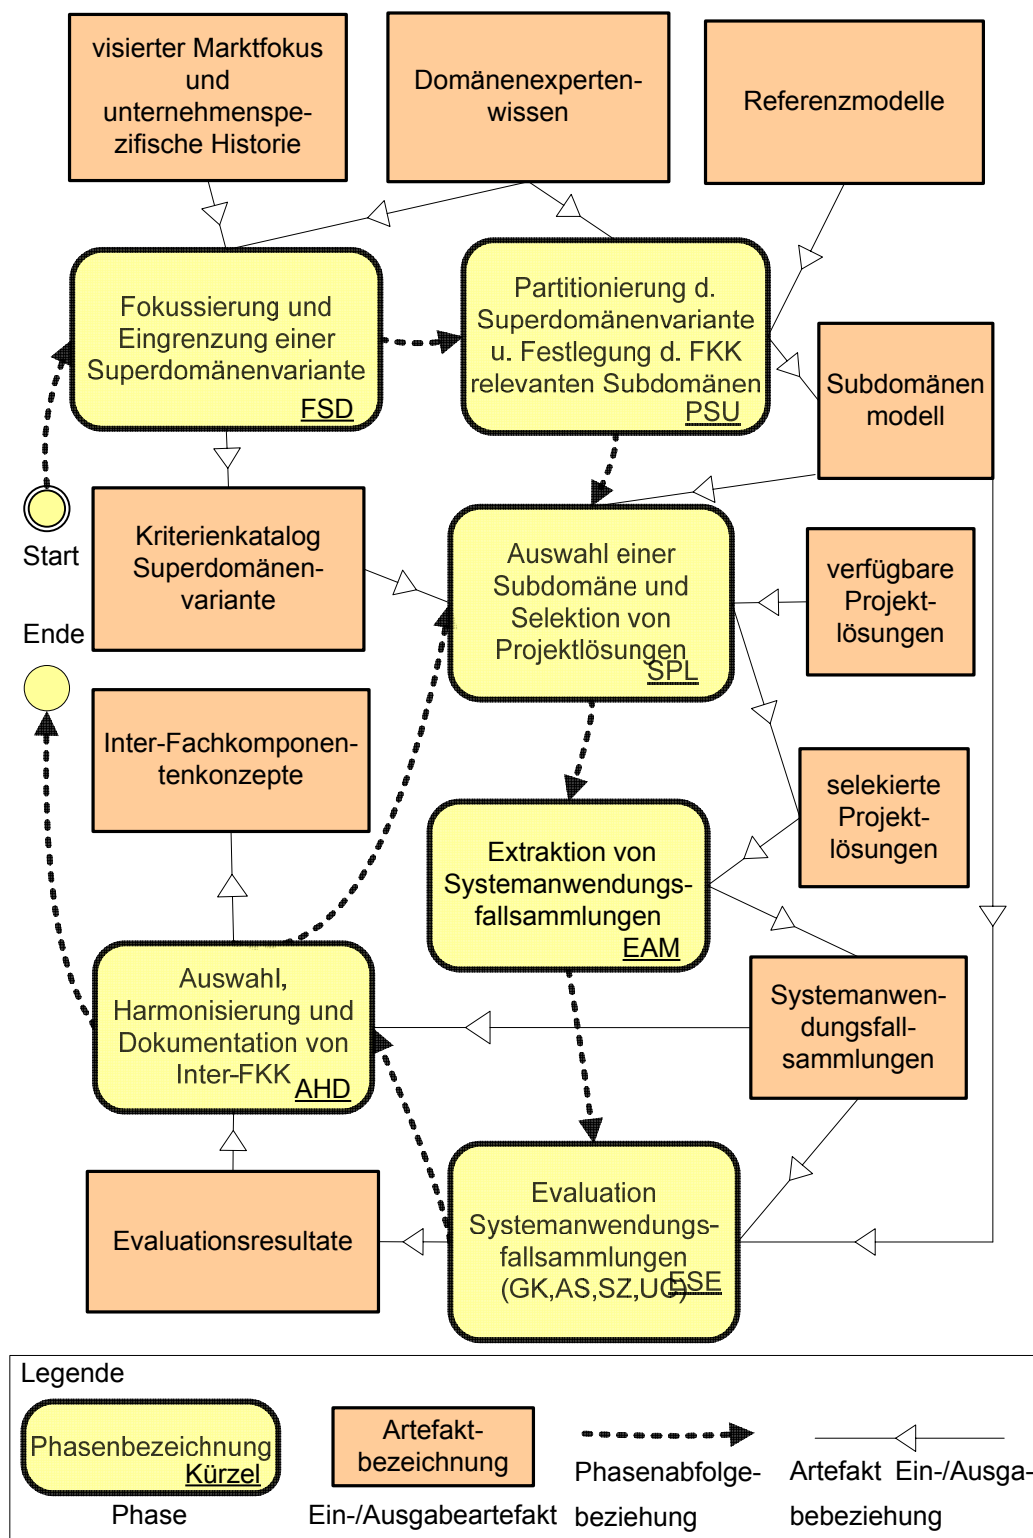 visierter Marktfokus
und
unternehmenspe-
zifische Historie
Domänenexperten-
wissen
Referenzmodelle
Fokussierung und
Eingrenzung einer
Superdomänenvariante
FSD
Partitionierung d.
Superdomänenvariante
u. Festlegung d. FKK
relevanten Subdomänen
PSU
Subdomänen
modell
Start
Kriterienkatalog
Superdomänen-
variante
Auswahl einer
Subdomäne und
Selektion von
Projektlösungen
SPL
verfügbare
Projekt-
lösungen
Ende
Inter-Fachkomponen-
tenkonzepte
Extraktion von
Systemanwendungs-
fallsammlungen
EAM
selekierte
Projekt-
lösungen
Auswahl,
Harmonisierung und
Dokumentation von
Inter-FKK
AHD
Systemanwen-
dungsfall-
sammlungen
Evaluationsresultate
Evaluation
Systemanwendungs-
fallsammlungen
(GK,AS,SZ,UG)
ESE
Legende
Phasenbezeichnung
Kürzel
Phase
Artefakt-
bezeichnung
Ein-/Ausgabeartefakt
Phasenabfolge-
beziehung
Artefakt Ein-/Ausga-
bebeziehung